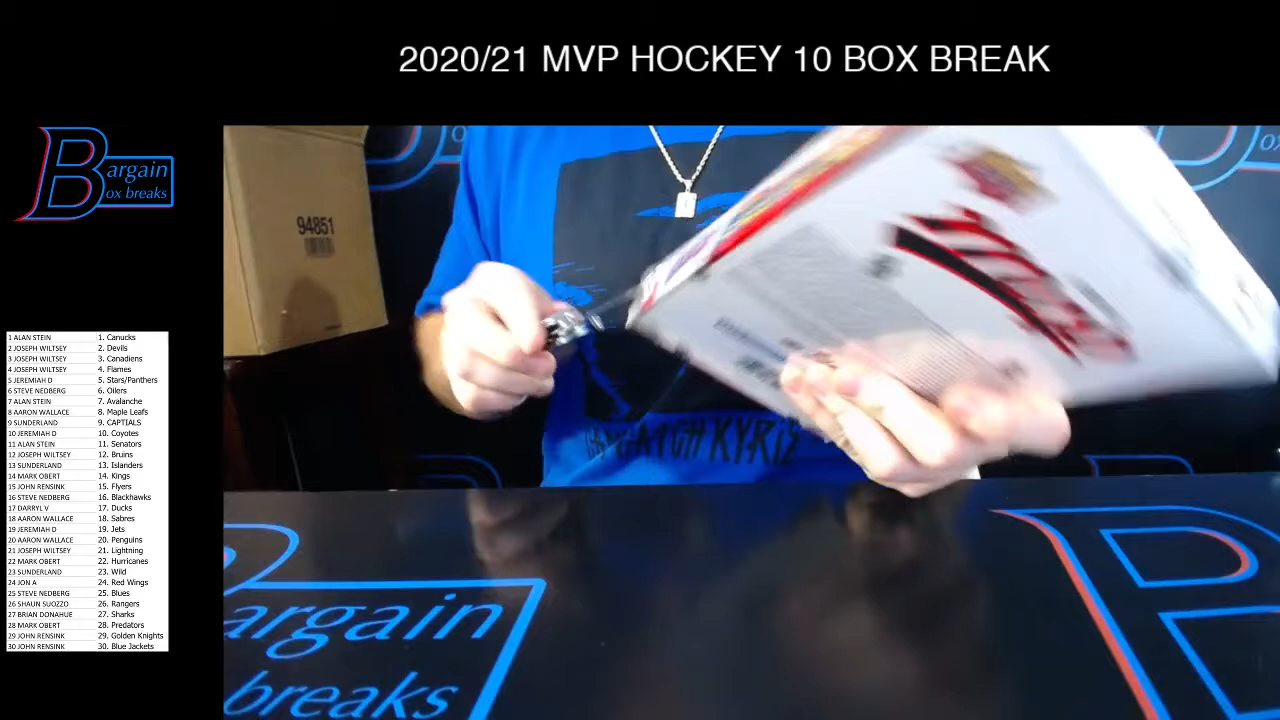 2020/21 MVP HOCKEY 10 BOX BREAK
Bargain
Box breaks
94851
1 ALAN STEIN 1. Canucks
2 JOSEPH WILTSEY 2. Devils
3 JOSEPH WILTSEY 3. Canadiens
4 JOSEPH WILTSEY 4. Flames
5 JEREMIAH D 5. Stars/Panthers
6 STEVE NEDBERG 6. Oilers
7 ALAN STEIN 7. Avalanche
8 AARON WALLACE 8. Maple Leafs
9 SUNDERLAND 9. CAPTIALS
10 JEREMIAH D 10. Coyotes
11 ALAN STEIN 11. Senators
12 JOSEPH WILTSEY 12. Bruins
13 SUNDERLAND 13. Islanders
14 MARK OBERT 14. Kings
15 JOHN RENSINK 15. Flyers
16 STEVE NEDBERG 16. Blackhawks
17 DARRYL V 17. Ducks
18 AARON WALLACE 18. Sabres
19 JEREMIAH D 19. Jets
20 AARON WALLACE 20. Penguins
21 JOSEPH WILTSEY 21. Lightning
22 MARK OBERT 22. Hurricanes
23 SUNDERLAND 23. Wild
24 JON A 24. Red Wings
25 STEVE NEDBERG 25. Blues
26 SHAUN SUOZZO 26. Rangers
27 BRIAN DONAHUE 27. Sharks
28 MARK OBERT 28. Predators
29 JOHN RENSINK 29. Golden Knights
30 JOHN RENSINK 30. Blue Jackets
argain
breaks